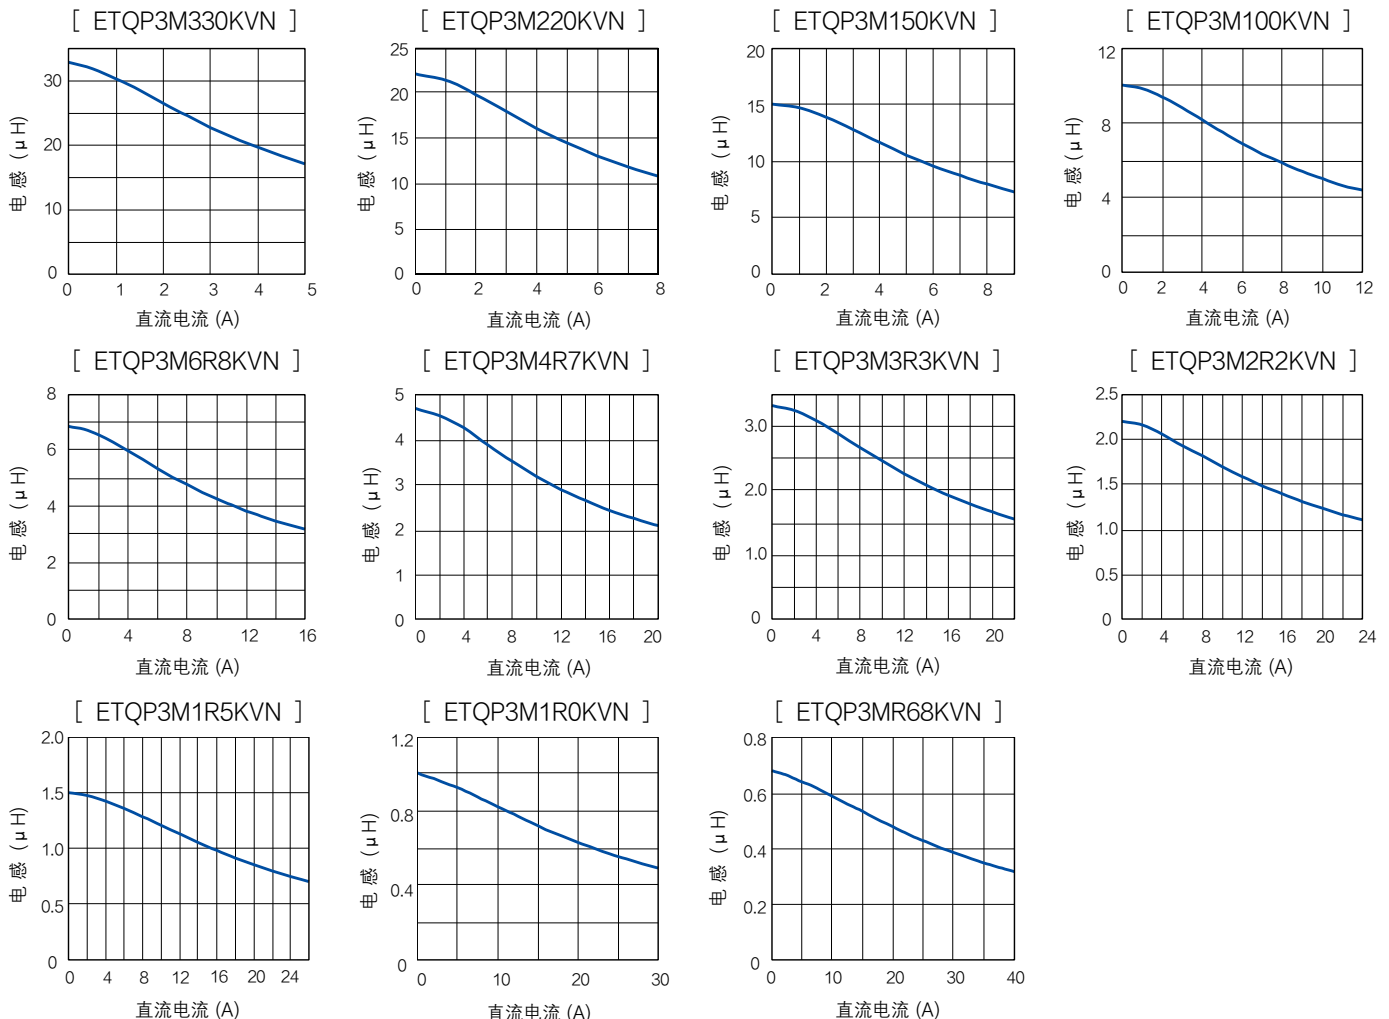 [ ETQP3M330KVN ]
[ ETQP3M220KVN ]
[ ETQP3M150KVN ]
[ ETQP3M100KVN ]
电感 (μH)
30
20
10
0
0 1 2 3 4 5
直流电流 (A)
电感 (μH)
25
20
15
10
5
0
0 2 4 6 8
直流电流 (A)
电感 (μH)
20
15
10
5
0
0 2 4 6 8
直流电流 (A)
电感 (μH)
12
8
4
0
0 2 4 6 8 10 12
直流电流 (A)
[ ETQP3M6R8KVN ]
[ ETQP3M4R7KVN ]
[ ETQP3M3R3KVN ]
[ ETQP3M2R2KVN ]
电感 (μH)
8
6
4
2
0
0 4 8 12 16
直流电流 (A)
电感 (μH)
5
4
3
2
1
0
0 4 8 12 16 20
直流电流 (A)
电感 (μH)
3.0
2.0
1.0
0
0 4 8 12 16 20
直流电流 (A)
电感 (μH)
2.5
2.0
1.5
1.0
0.5
0
0 4 8 12 16 20 24
直流电流 (A)
[ ETQP3M1R5KVN ]
[ ETQP3M1R0KVN ]
[ ETQP3MR68KVN ]
电感 (μH)
2.0
1.5
1.0
0.5
0
0 4 8 12 16 20 24
直流电流 (A)
电感 (μH)
1.2
0.8
0.4
0
0 10 20 30
直流电流 (A)
电感 (μH)
0.8
0.6
0.4
0.2
0
0 10 20 30 40
直流电流 (A)